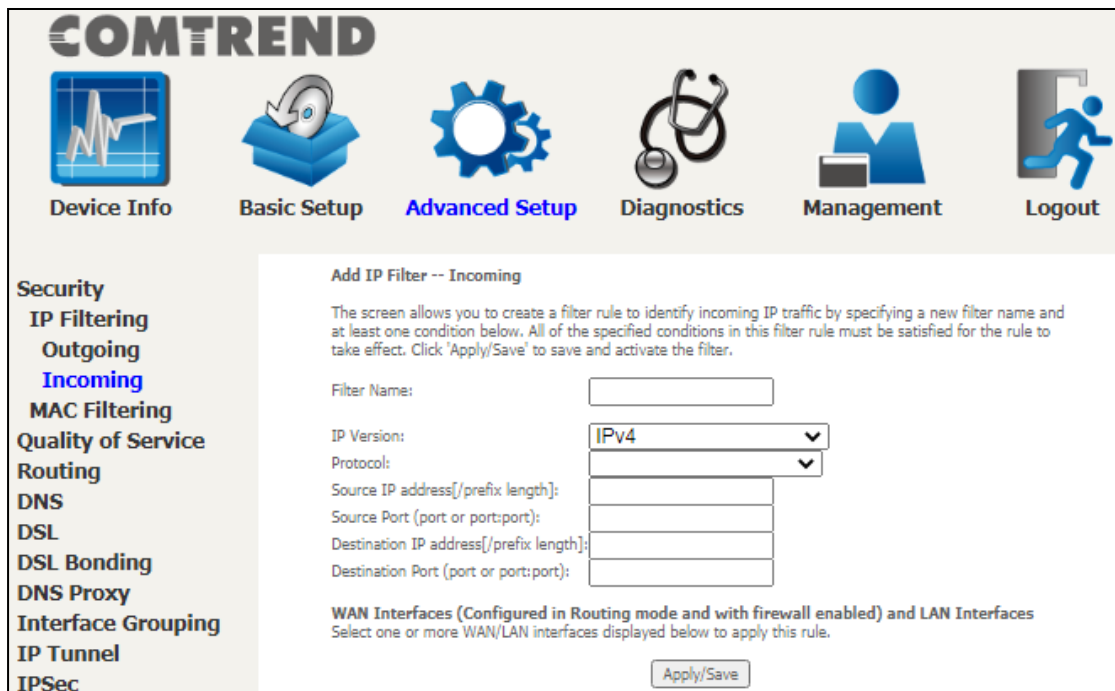 COMTREND
Device Info
Basic Setup
Advanced Setup
Diagnostics
Management
Logout
Security
IP Filtering
Outgoing
Incoming
MAC Filtering
Quality of Service
Routing
DNS
DSL
DSL Bonding
DNS Proxy
Interface Grouping
IP Tunnel
IPSec
Add IP Filter -- Incoming
The screen allows you to create a filter rule to identify incoming IP traffic by specifying a new filter name and
at least one condition below. All of the specified conditions in this filter rule must be satisfied for the rule to
take effect. Click 'Apply/Save' to save and activate the filter.
Filter Name:
IP Version: IPv4
Protocol:
Source IP address[/prefix length]:
Source Port (port or port:port):
Destination IP address[/prefix length]:
Destination Port (port or port:port):
WAN Interfaces (Configured in Routing mode and with firewall enabled) and LAN Interfaces
Select one or more WAN/LAN interfaces displayed below to apply this rule.
Apply/Save